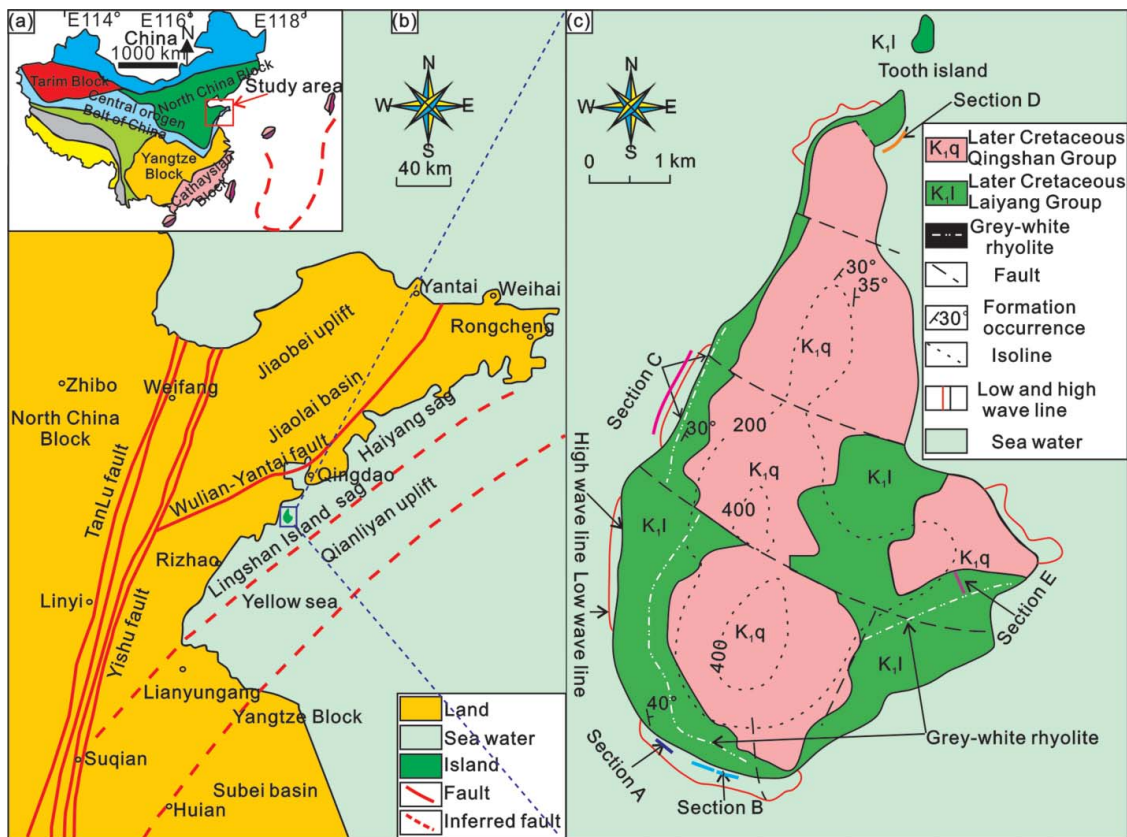 (a)
E114°
E116°
E118°
China
N
1000 km
Tarim Block
North China Block
Central orogen
Belt of China
Study area
Yangtze
Block
Cathaysian
Block
(b)
N
W
E
S
40 km
Yantai
Weihai
Rongcheng
Jiaobei uplift
Zhibo
Weifang
North China
Block
Jiaolai basin
Haiyang sag
TanLu fault
Wulian-Yantai fault
Qingdao
Lingshan Island sag
Qianliyan uplift
Rizhao
Yellow sea
Linyi
Yishu fault
Lianyungang
Yangtze Block
Suqian
Subei basin
Huian
Land
Sea water
Island
Fault
Inferred fault
(c)
N
W
E
S
0
1 km
K₁l
Tooth island
Section D
K₁q
Later Cretaceous
Qingshan Group
K₁l
Later Cretaceous
Laiyang Group
Grey-white
rhyolite
Fault
30°
Formation
occurrence
Isoline
Low and high
wave line
Sea water
30°
35°
K₁q
Section C
30°
200
K₁q
400
K₁l
K₁l
K₁q
High wave line
Low wave line
K₁q
400
K₁l
Section E
40°
Grey-white rhyolite
Section A
Section B